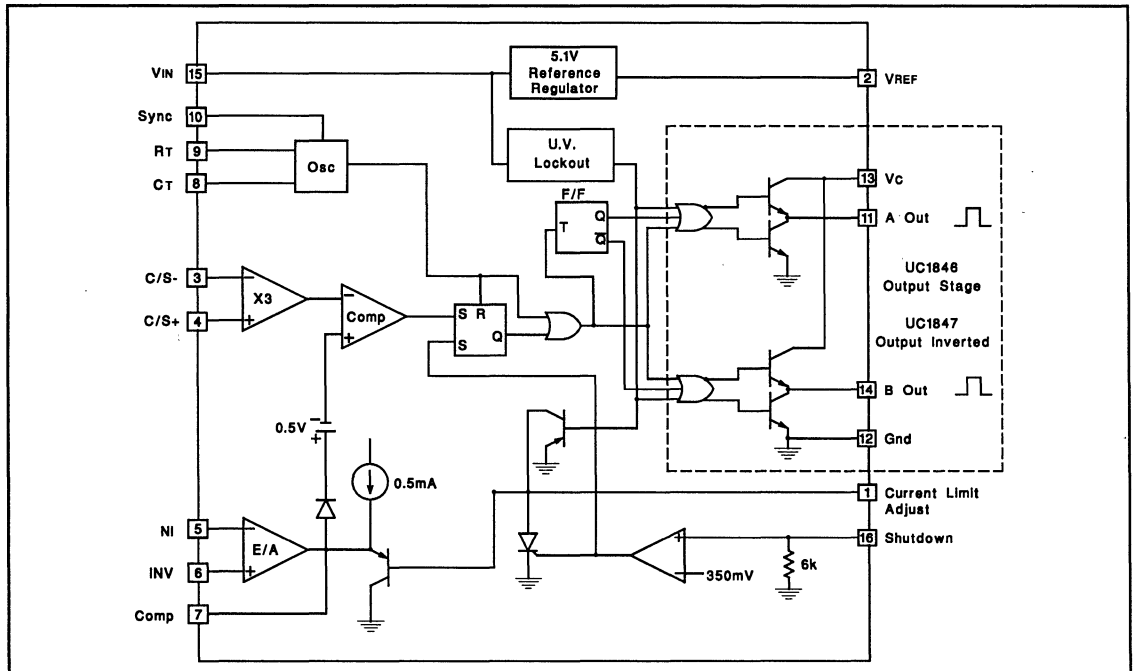 VIN 15
5.1V
Reference
Regulator
2 VREF
Sync 10
RT 9
CT 8
Osc
U.V.
Lockout
F/F
T
Q
Q̅
13 VC
11 A Out
UC1846
Output Stage
UC1847
Output Inverted
C/S- 3
C/S+ 4
-
+
X3
-
+
Comp
S R
S
Q
14 B Out
12 Gnd
-
0.5V
+
0.5mA
1 Current Limit
Adjust
16 Shutdown
NI 5
INV 6
Comp 7
-
+
E/A
+
-
350mV
6k